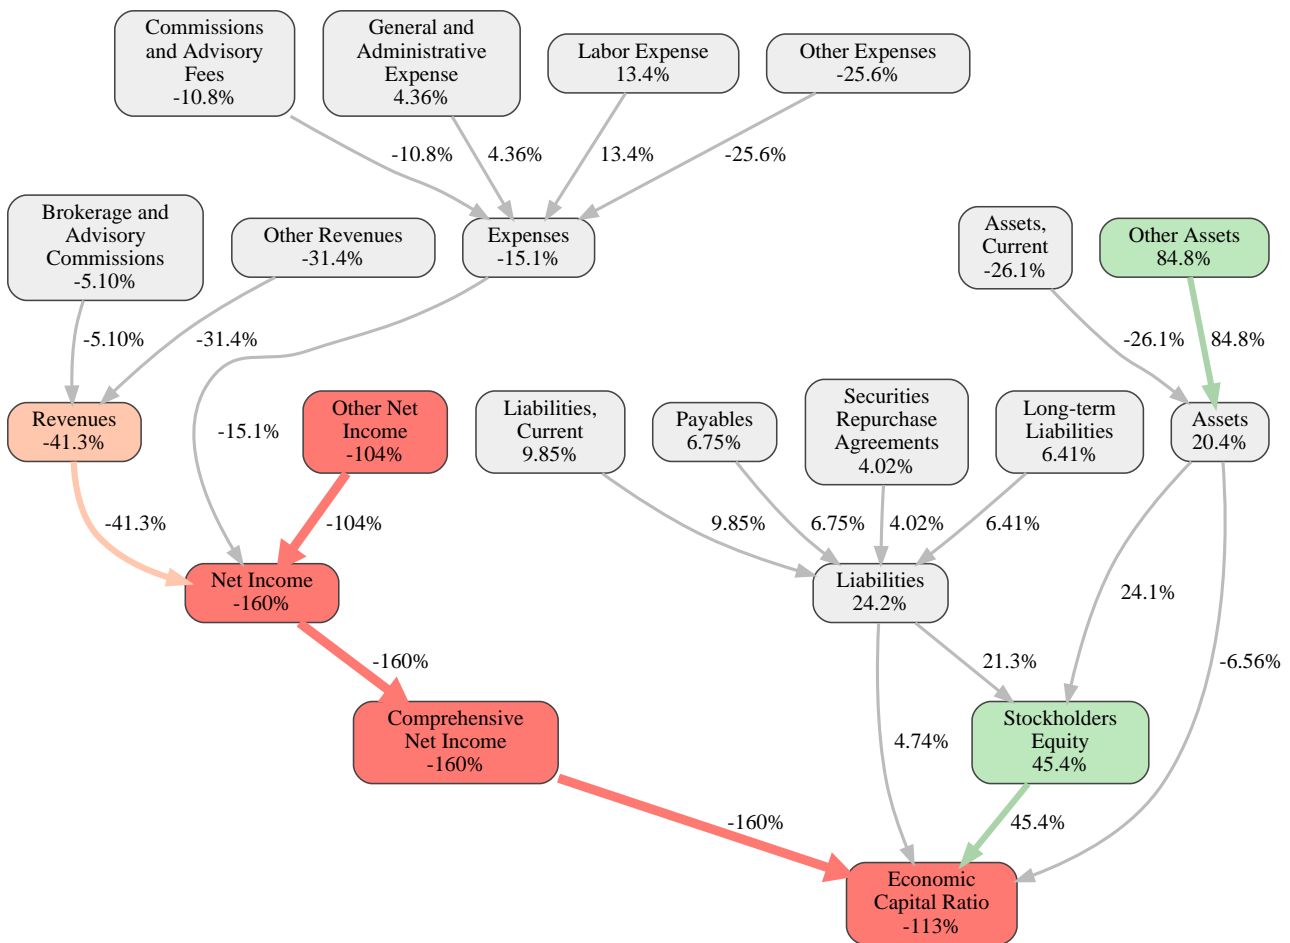 Commissions
and Advisory
Fees
-10.8%
General and
Administrative
Expense
4.36%
Labor Expense
13.4%
Other Expenses
-25.6%
-10.8%
4.36%
13.4%
-25.6%
Brokerage and
Advisory
Commissions
-5.10%
Other Revenues
-31.4%
Expenses
-15.1%
Assets,
Current
-26.1%
Other Assets
84.8%
-5.10%
-31.4%
-26.1%
84.8%
Revenues
-41.3%
-15.1%
Other Net
Income
-104%
Liabilities,
Current
9.85%
Payables
6.75%
Securities
Repurchase
Agreements
4.02%
Long-term
Liabilities
6.41%
Assets
20.4%
-41.3%
-104%
9.85%
6.75%
4.02%
6.41%
Net Income
-160%
Liabilities
24.2%
24.1%
-160%
21.3%
-6.56%
Comprehensive
Net Income
-160%
4.74%
Stockholders
Equity
45.4%
-160%
45.4%
Economic
Capital Ratio
-113%